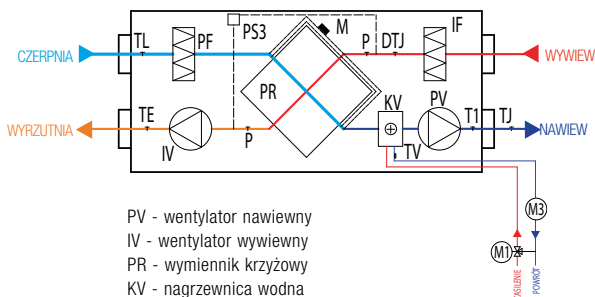 TL PF PS3 M P DTJ IF
CZERPNIA WYWIEW
PR KV PV
TE T1 TJ
WYRZUTNIA NAWIEW
IV P TV
M3
M1
ZASILENIE
POWRÓT
PV - wentylator nawiewny
IV - wentylator wywiewny
PR - wymiennik krzyżowy
KV - nagrzewnica wodna